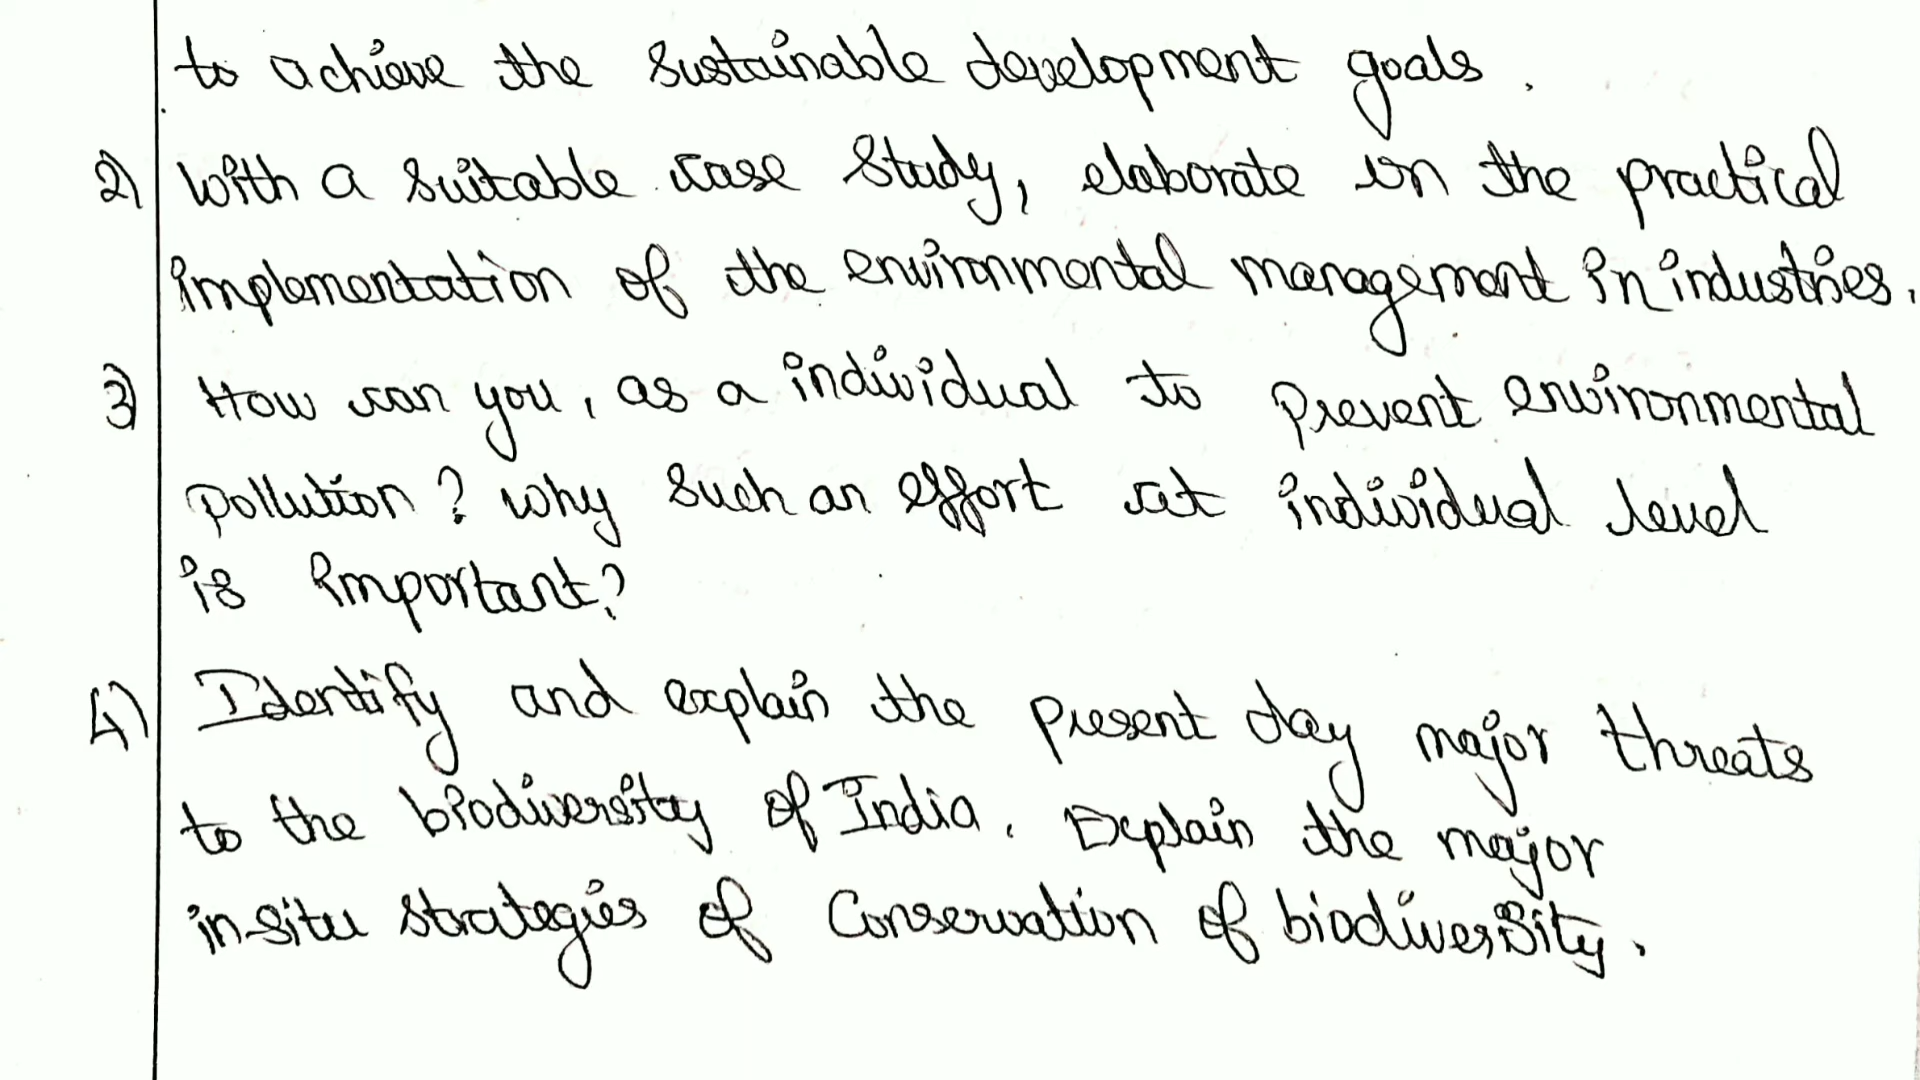 to achieve the sustainable development goals.
2) With a suitable case study, elaborate in the practical
implementation of the environmental management in industries.
3) How can you, as a individual to prevent environmental
pollution? why such an effort at individual level
is important?
4) Identify and explain the present day major threats
to the biodiversity of India. Explain the major
in-situ strategies of Conservation of biodiversity.